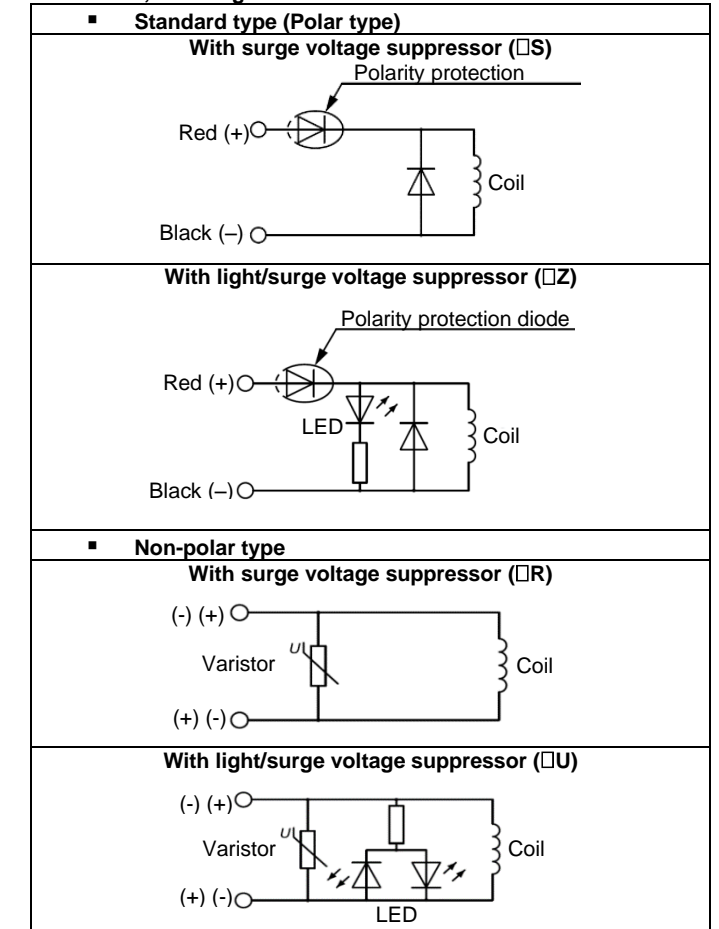 ▪ Standard type (Polar type)
With surge voltage suppressor (□S)
Polarity protection
Red (+)
Coil
Black (–)
With light/surge voltage suppressor (□Z)
Polarity protection diode
Red (+)
LED
Coil
Black (–)
▪ Non-polar type
With surge voltage suppressor (□R)
(-) (+)
Varistor
U
Coil
(+) (-)
With light/surge voltage suppressor (□U)
(-) (+)
Varistor
U
Coil
(+) (-)
LED